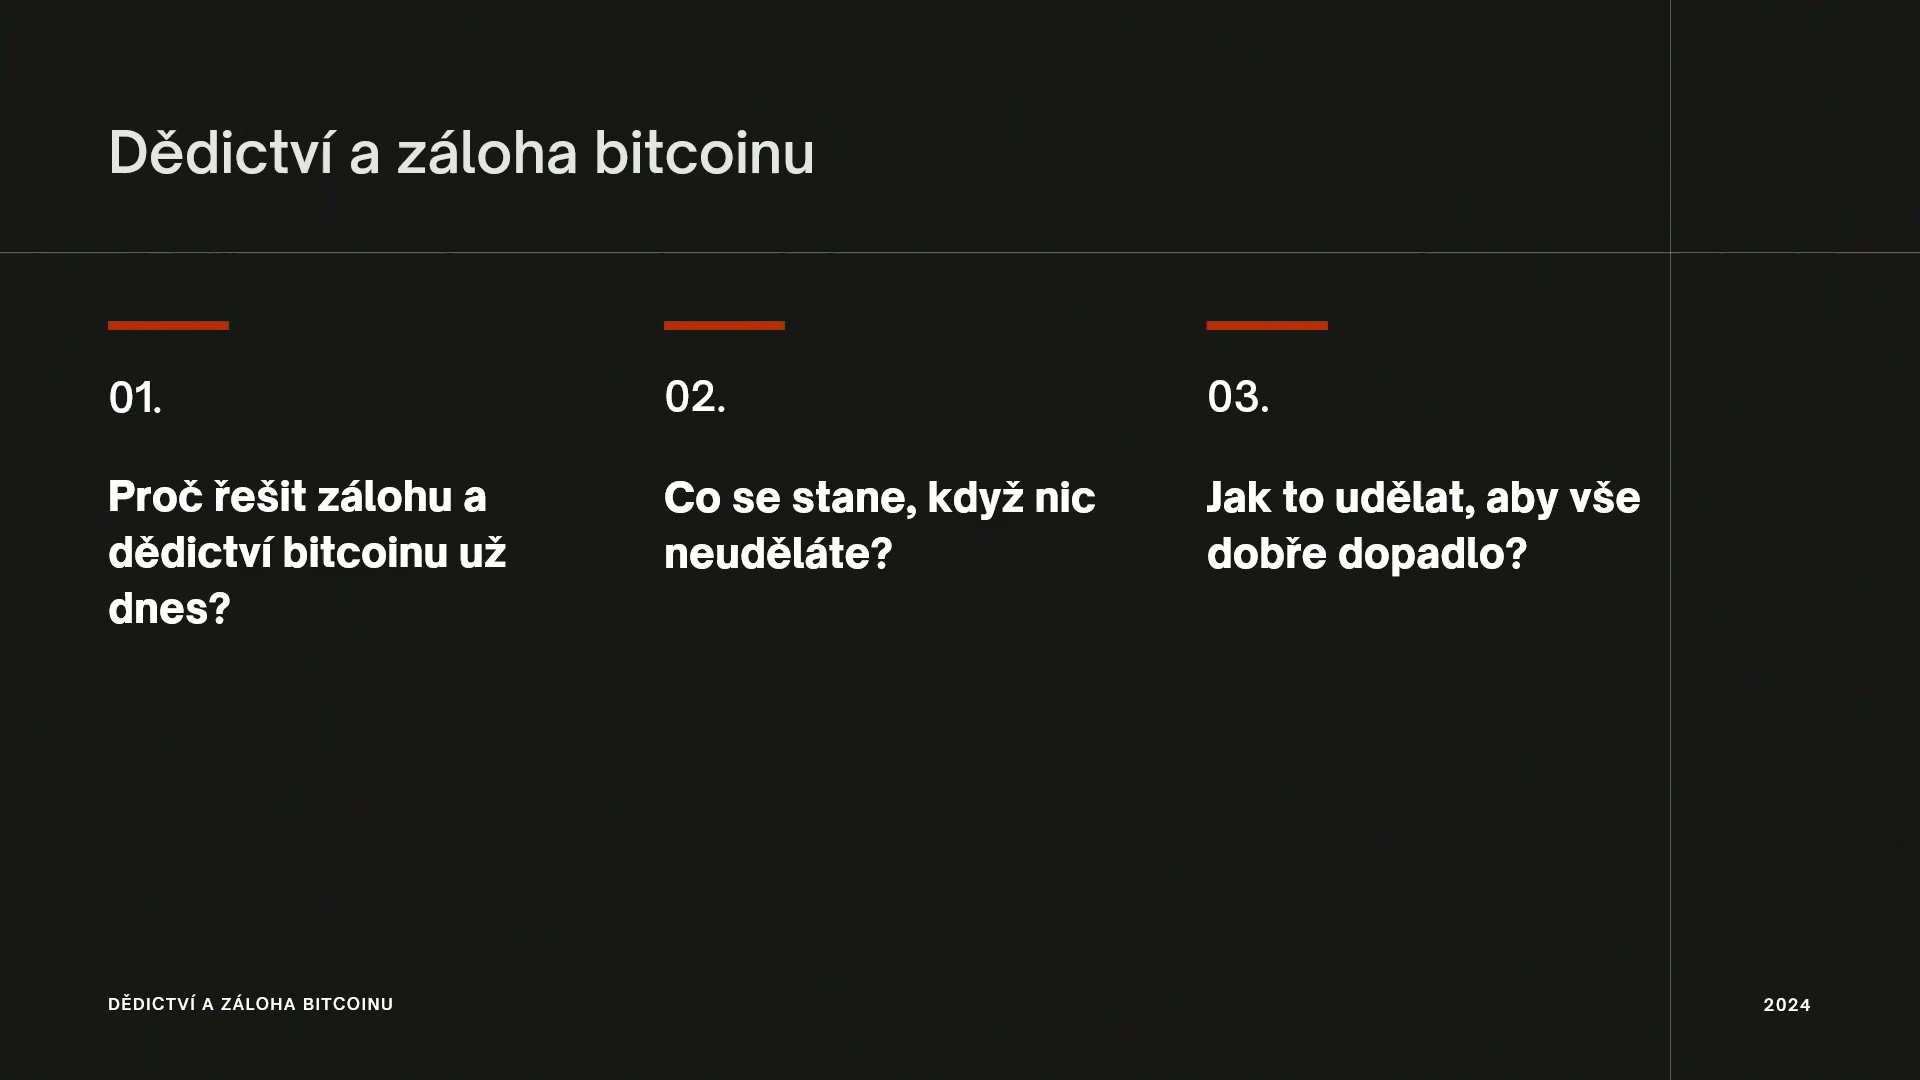 Dědictví a záloha bitcoinu
01.
Proč řešit zálohu a
dědictví bitcoinu už
dnes?
02.
Co se stane, když nic
neuděláte?
03.
Jak to udělat, aby vše
dobře dopadlo?
DĚDICTVÍ A ZÁLOHA BITCOINU
2024